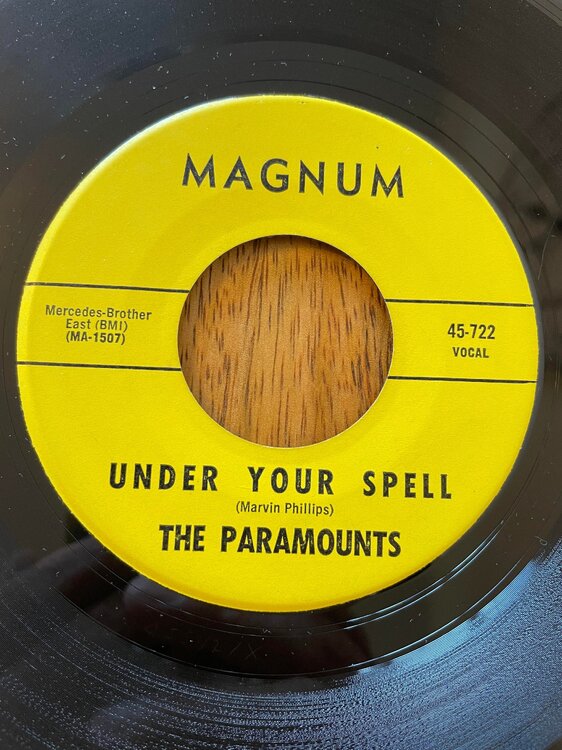 MAGNUM
Mercedes-Brother
East (BMI)
(MA-1507)
45-722
VOCAL
UNDER YOUR SPELL
(Marvin Phillips)
THE PARAMOUNTS